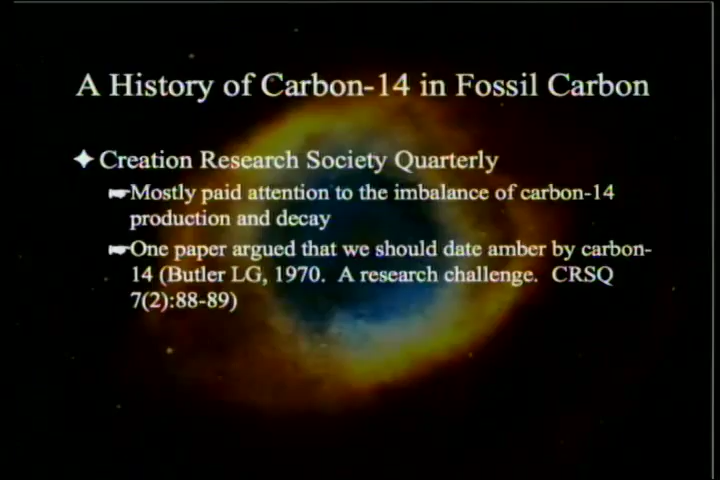 A History of Carbon-14 in Fossil Carbon
Creation Research Society Quarterly
Mostly paid attention to the imbalance of carbon-14
production and decay
One paper argued that we should date amber by carbon-
14 (Butler LG, 1970. A research challenge. CRSQ
7(2):88-89)